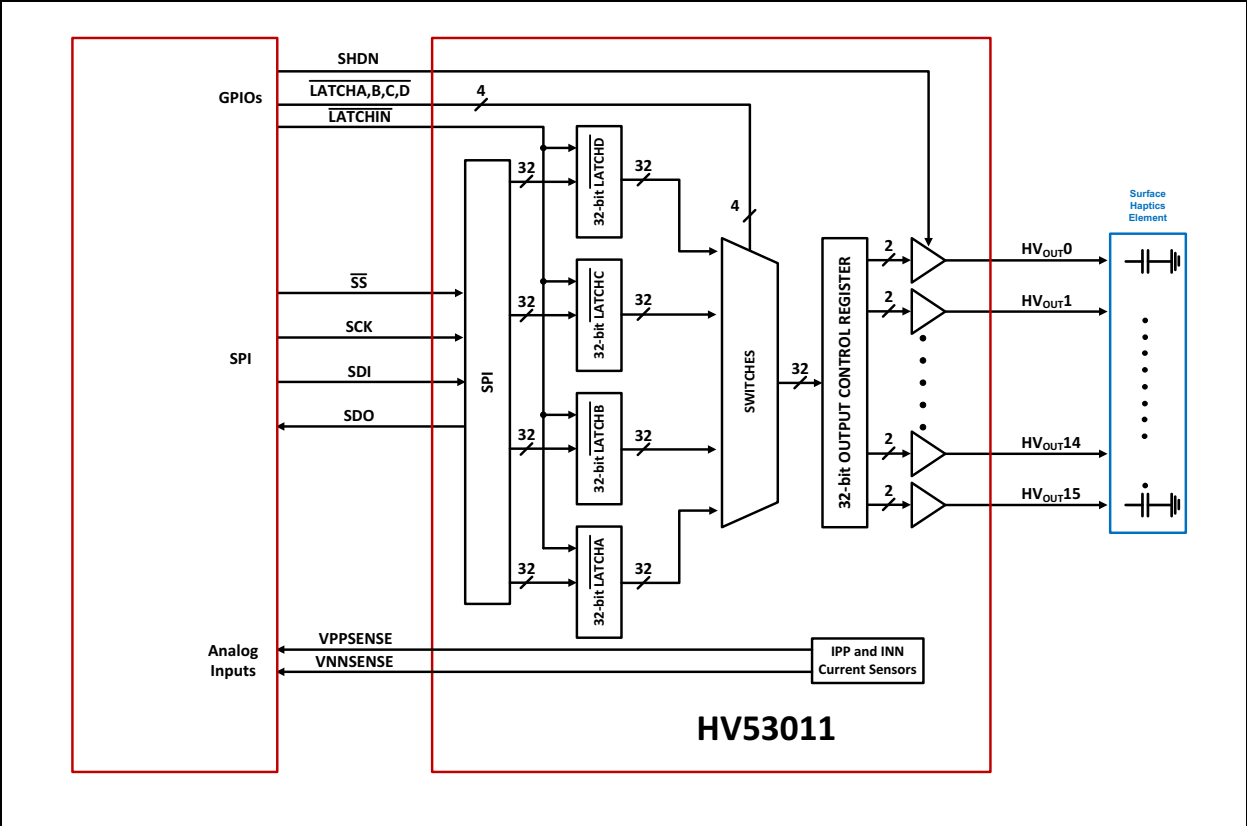 SHDN
GPIOs
LATCHA,B,C,D
4
LATCHIN
32
32-bit LATCHD
32
4
Surface
Haptics
Element
2
HVOUT0
SS
32
32-bit LATCHC
32
2
HVOUT1
SCK
SPI
SDI
SPI
SWITCHES
32
32-bit OUTPUT CONTROL REGISTER
SDO
32
32-bit LATCHB
32
2
HVOUT14
2
HVOUT15
32
32-bit LATCHA
32
Analog
Inputs
VPPSENSE
VNNSENSE
IPP and INN
Current Sensors
HV53011